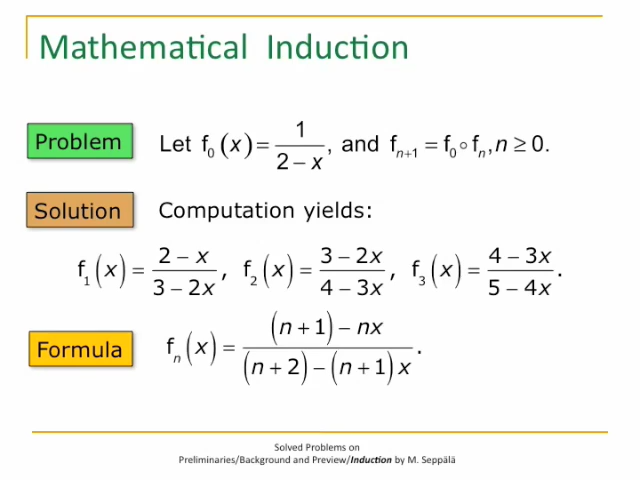 Mathematical Induction
Problem Let f₀(x) = 1/(2 − x), and fₙ₊₁ = f₀ ∘ fₙ, n ≥ 0.
Solution Computation yields:
f₁(x) = (2 − x)/(3 − 2x), f₂(x) = (3 − 2x)/(4 − 3x), f₃(x) = (4 − 3x)/(5 − 4x).
Formula fₙ(x) = ((n + 1) − nx)/((n + 2) − (n + 1)x).
Solved Problems on
Preliminaries/Background and Preview/Induction by M. Seppälä